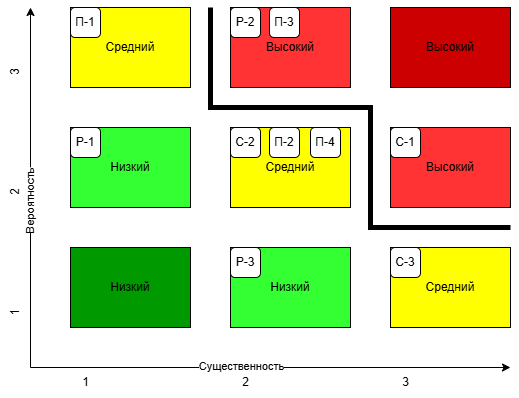 П-1
Средний
Р-2
П-3
Высокий
Высокий
3
Р-1
Низкий
С-2
П-2
П-4
Средний
С-1
Высокий
2
Вероятность
Низкий
Р-3
Низкий
С-3
Средний
1
Существенность
1
2
3